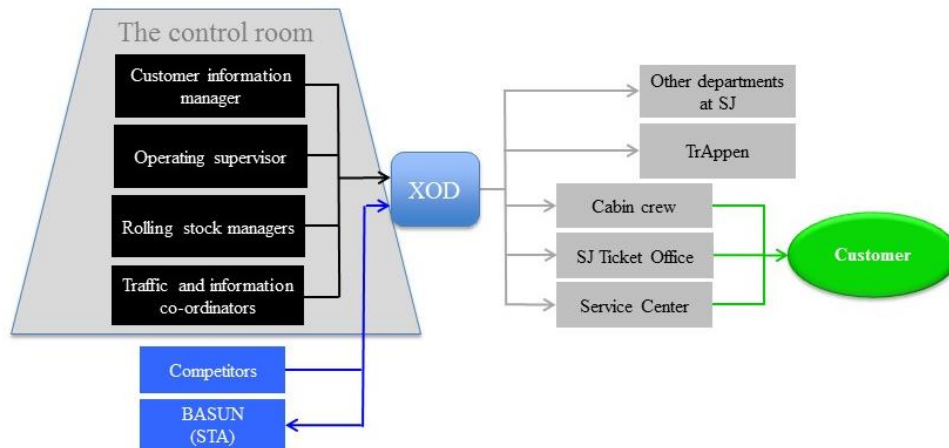 The control room
Customer information
manager
Operating supervisor
Rolling stock managers
Traffic and information
co-ordinators
Competitors
BASUN
(STA)
XOD
Other departments
at SJ
TrAppen
Cabin crew
SJ Ticket Office
Service Center
Customer